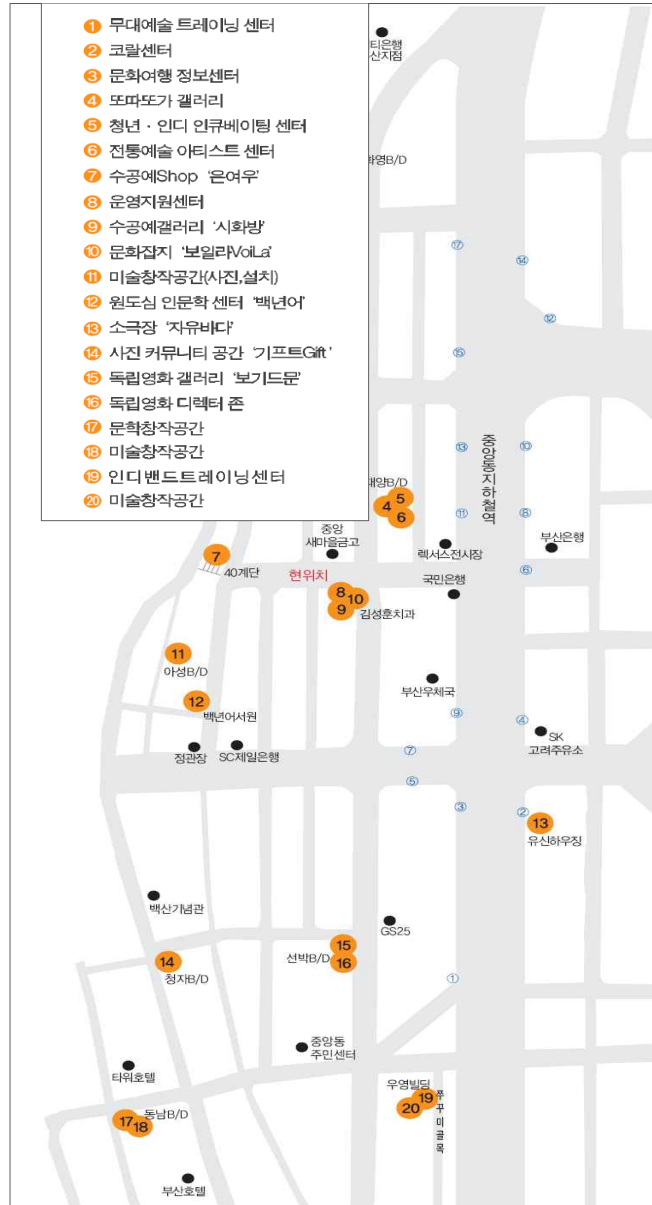 ① 무대예술 트레이닝 센터
② 코랄센터
③ 문화여행 정보센터
④ 또따또가 갤러리
⑤ 청년 · 인디 인큐베이팅 센터
⑥ 전통예술 아티스트 센터
⑦ 수공예Shop ‘은여우’
⑧ 운영지원센터
⑨ 수공예갤러리 ‘시화방’
⑩ 문화잡지 ‘보일라VoiLa’
⑪ 미술창작공간(사진,설치)
⑫ 원도심 인문학 센터 ‘백년어’
⑬ 소극장 ‘자유바다’
⑭ 사진 커뮤니티 공간 ‘기프트Gift’
⑮ 독립영화 갤러리 ‘보기드문’
⑯ 독립영화 디렉터 존
⑰ 문학창작공간
⑱ 미술창작공간
⑲ 인디밴드트레이닝센터
⑳ 미술창작공간
티은행
산지점
화영B/D
⑰
⑭
⑫
⑮
중앙동지하철역
⑬
⑩
대양B/D
5
4
6
⑪
⑧
중앙
새마을금고
렉서스전시장
부산은행
7
40계단
현위치
국민은행
⑥
8
10
9
김성훈치과
11
아성B/D
부산우체국
12
백년어서원
⑨
④
SK
고려주유소
정관장
SC제일은행
⑦
⑤
③
②
13
유신하우징
백산기념관
GS25
14
청자B/D
선박B/D
15
16
①
중앙동
주민센터
타워호텔
우영빌딩
19
20
쭈꾸미골목
동남B/D
17
18
부산호텔